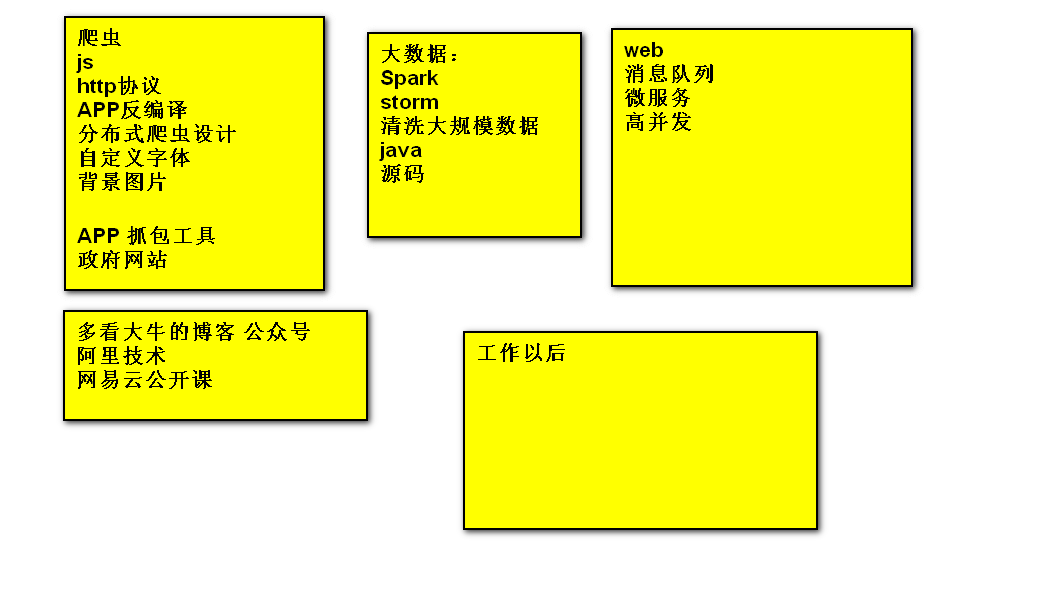 爬虫
js
http协议
APP反编译
分布式爬虫设计
自定义字体
背景图片
APP 抓包工具
政府网站
大数据：
Spark
storm
清洗大规模数据
java
源码
web
消息队列
微服务
高并发
多看大牛的博客 公众号
阿里技术
网易云公开课
工作以后